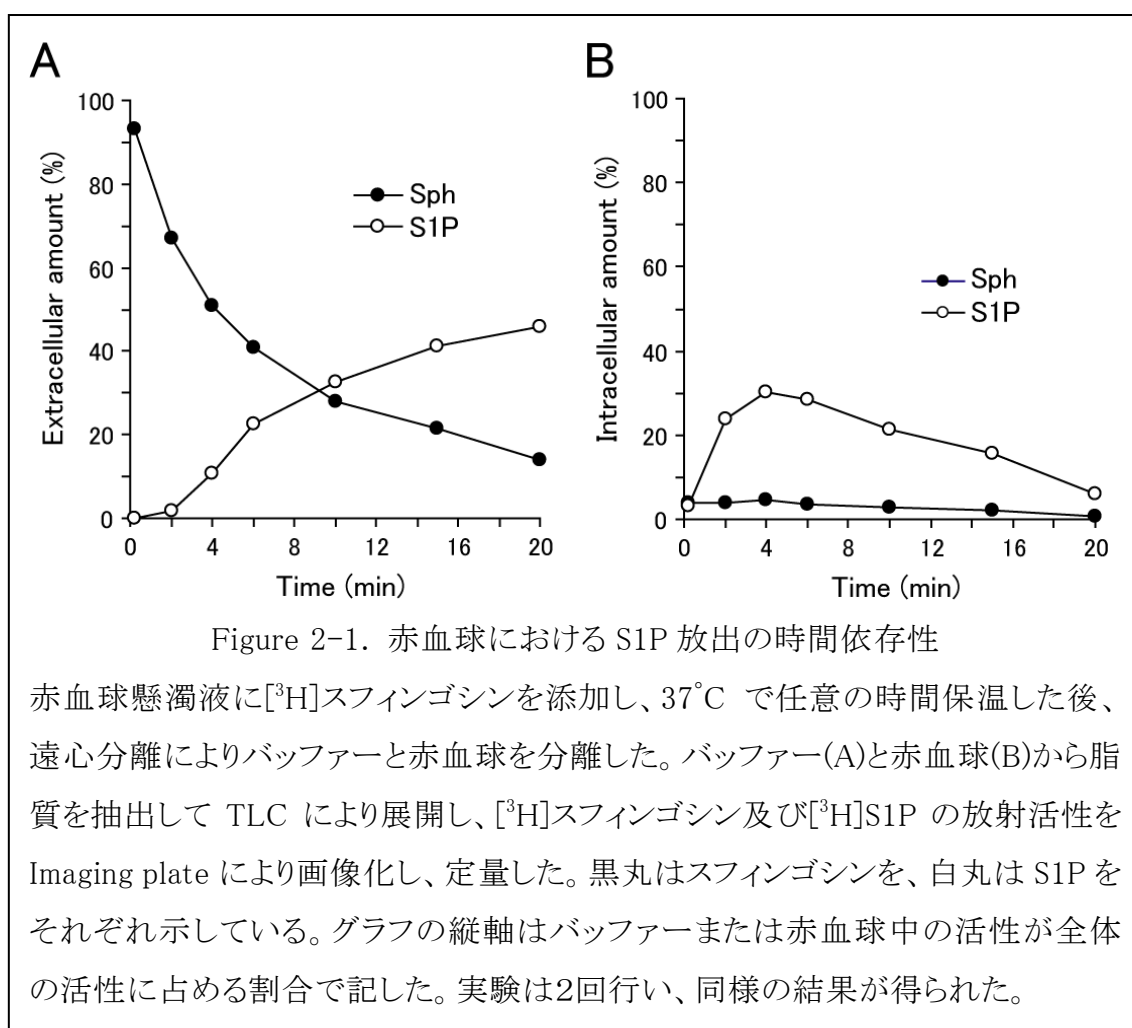 A
B
100
80
60
40
20
0
Extracellular amount (%)
Sph
S1P
0 4 8 12 16 20
Time (min)
100
80
60
40
20
0
Intracellular amount (%)
Sph
S1P
0 4 8 12 16 20
Time (min)
Figure 2-1. 赤血球における S1P 放出の時間依存性
赤血球懸濁液に[³H]スフィンゴシンを添加し、37°C で任意の時間保温した後、
遠心分離によりバッファーと赤血球を分離した。バッファー(A)と赤血球(B)から脂
質を抽出して TLC により展開し、[³H]スフィンゴシン及び[³H]S1P の放射活性を
Imaging plate により画像化し、定量した。黒丸はスフィンゴシンを、白丸は S1P を
それぞれ示している。グラフの縦軸はバッファーまたは赤血球中の活性が全体
の活性に占める割合で記した。実験は2回行い、同様の結果が得られた。